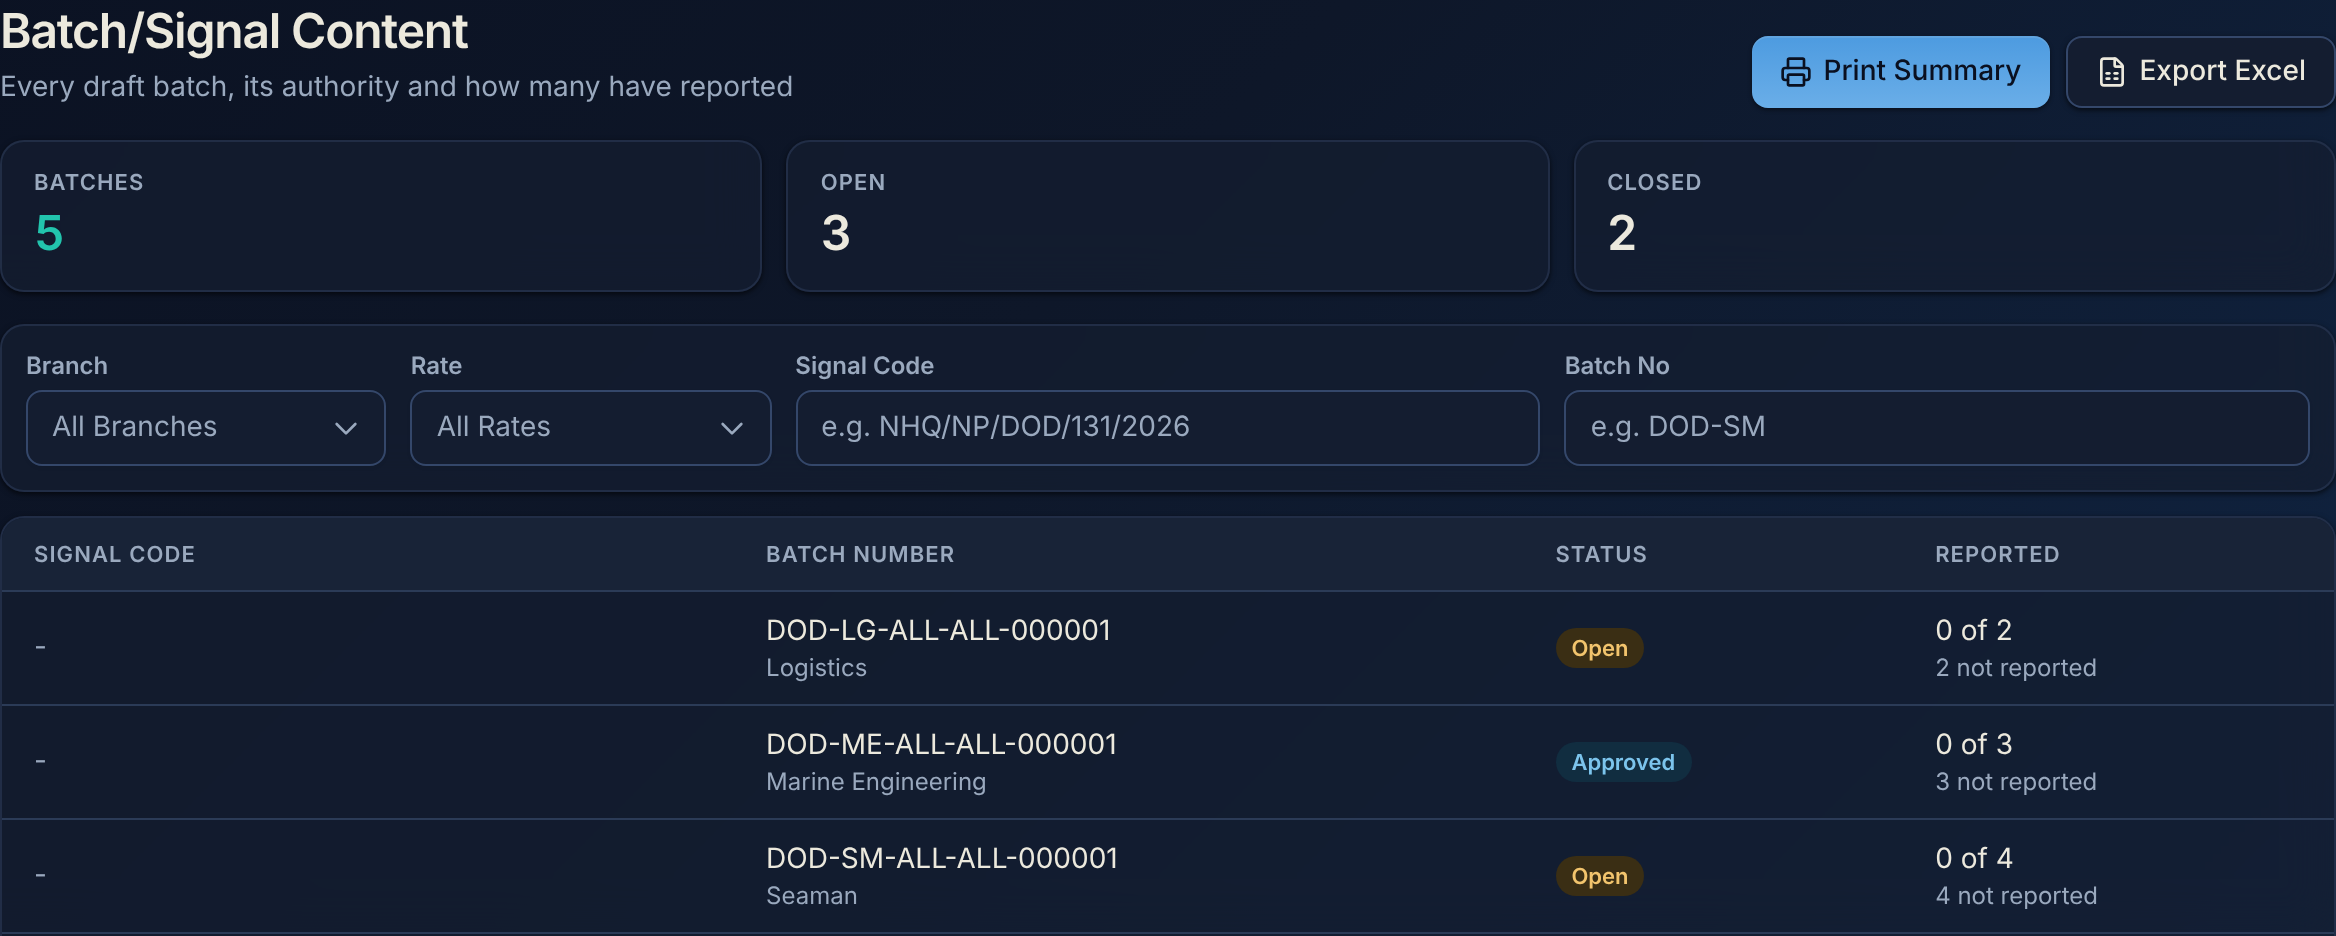 Batch/Signal Content
Every draft batch, its authority and how many have reported
Print Summary
Export Excel
BATCHES
5
OPEN
3
CLOSED
2
Branch
All Branches
Rate
All Rates
Signal Code
e.g. NHQ/NP/DOD/131/2026
Batch No
e.g. DOD-SM
SIGNAL CODE BATCH NUMBER STATUS REPORTED
- DOD-LG-ALL-ALL-000001 Open 0 of 2
Logistics 2 not reported
- DOD-ME-ALL-ALL-000001 Approved 0 of 3
Marine Engineering 3 not reported
- DOD-SM-ALL-ALL-000001 Open 0 of 4
Seaman 4 not reported